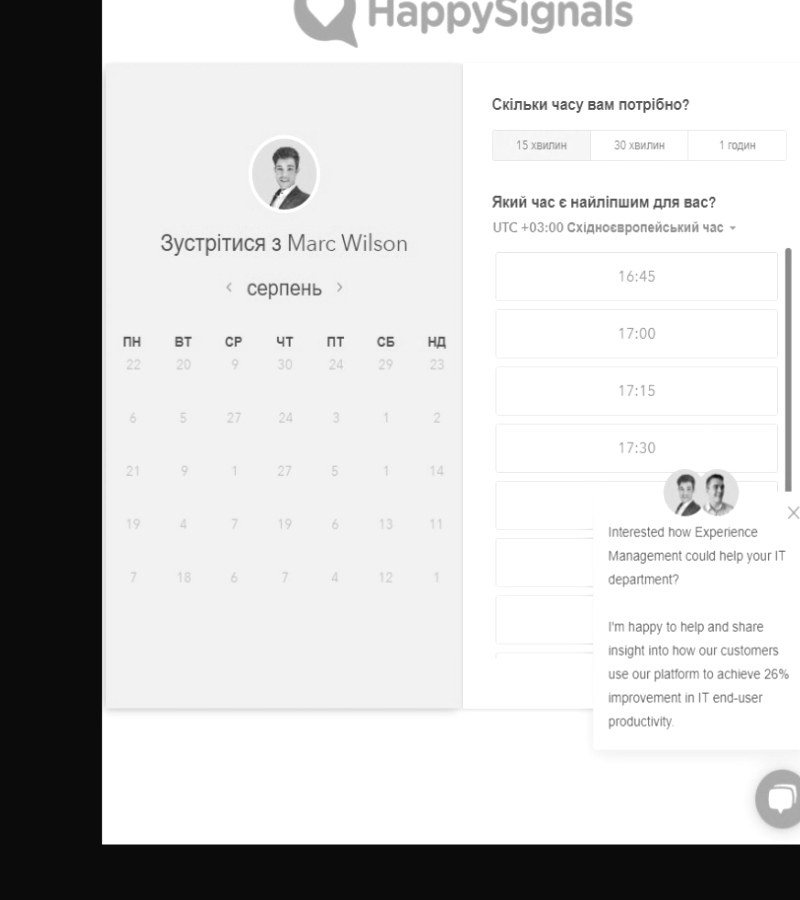 HappySignals
Зустрітися з Marc Wilson
серпень
ПН ВТ СР ЧТ ПТ СБ НД
22 20 9 30 24 29 23
6 5 27 24 3 1 2
21 9 1 27 5 1 14
19 4 7 19 6 13 11
7 18 6 7 4 12 1
Скільки часу вам потрібно?
15 хвилин 30 хвилин 1 годин
Який час є найліпшим для вас?
UTC +03:00 Східноєвропейський час
16:45
17:00
17:15
17:30
Interested how Experience
Management could help your IT
department?
I'm happy to help and share
insight into how our customers
use our platform to achieve 26%
improvement in IT end-user
productivity.